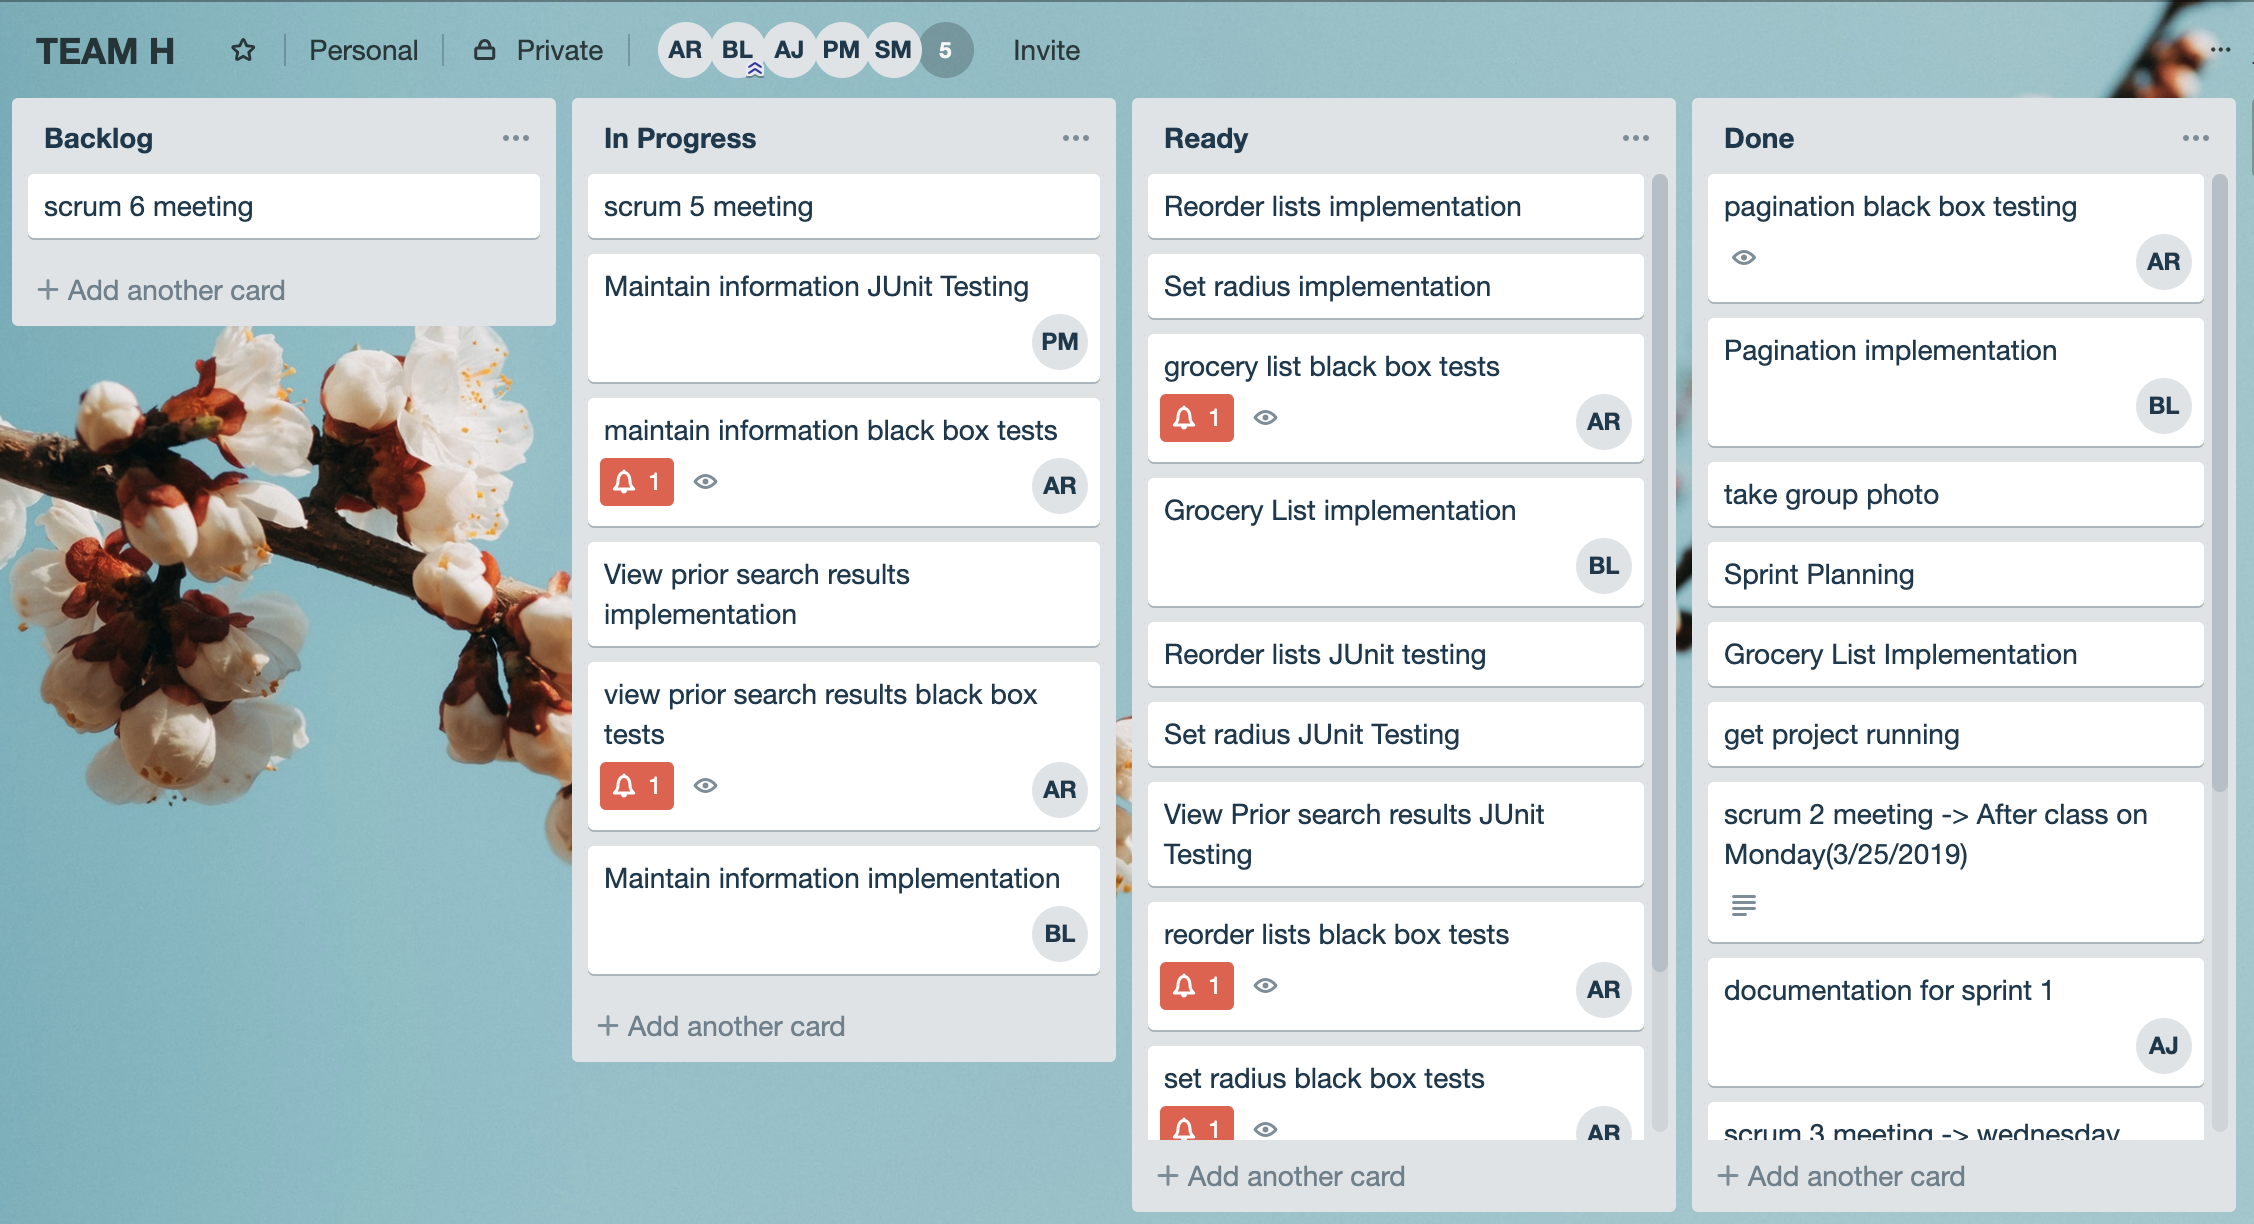 TEAM H
Personal
Private
AR BL AJ PM SM 5
Invite
Backlog
scrum 6 meeting
+ Add another card
In Progress
scrum 5 meeting
Maintain information JUnit Testing
PM
maintain information black box tests
1
AR
View prior search results
implementation
view prior search results black box
tests
1
AR
Maintain information implementation
BL
+ Add another card
Ready
Reorder lists implementation
Set radius implementation
grocery list black box tests
1
AR
Grocery List implementation
BL
Reorder lists JUnit testing
Set radius JUnit Testing
View Prior search results JUnit
Testing
reorder lists black box tests
1
AR
set radius black box tests
1
AR
+ Add another card
Done
pagination black box testing
AR
Pagination implementation
BL
take group photo
Sprint Planning
Grocery List Implementation
get project running
scrum 2 meeting -> After class on
Monday(3/25/2019)
documentation for sprint 1
AJ
scrum 3 meeting -> wednesday
+ Add another card